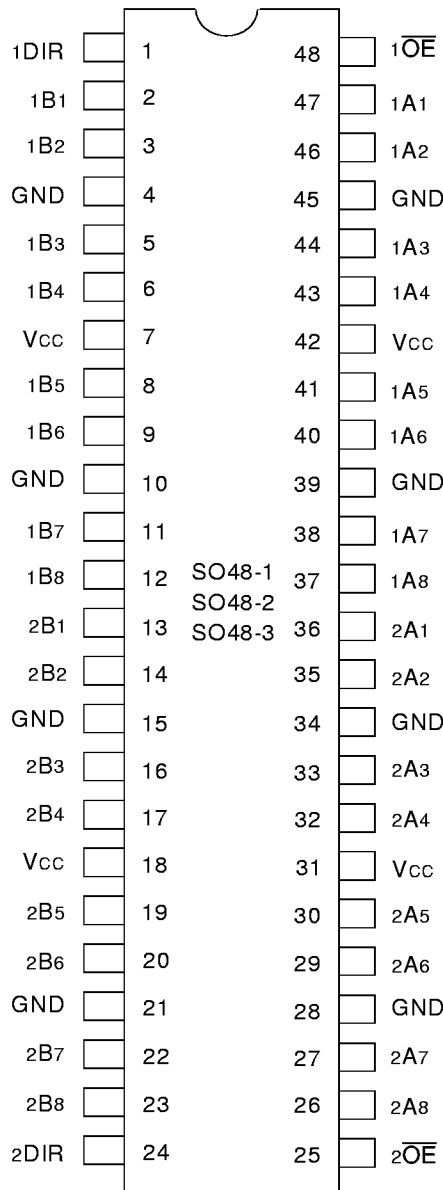 1DIR 1 48 1O̅E̅
1B1 2 47 1A1
1B2 3 46 1A2
GND 4 45 GND
1B3 5 44 1A3
1B4 6 43 1A4
Vcc 7 42 Vcc
1B5 8 41 1A5
1B6 9 40 1A6
GND 10 39 GND
1B7 11 38 1A7
1B8 12 SO48-1 37 1A8
SO48-2
2B1 13 SO48-3 36 2A1
2B2 14 35 2A2
GND 15 34 GND
2B3 16 33 2A3
2B4 17 32 2A4
Vcc 18 31 Vcc
2B5 19 30 2A5
2B6 20 29 2A6
GND 21 28 GND
2B7 22 27 2A7
2B8 23 26 2A8
2DIR 24 25 2O̅E̅